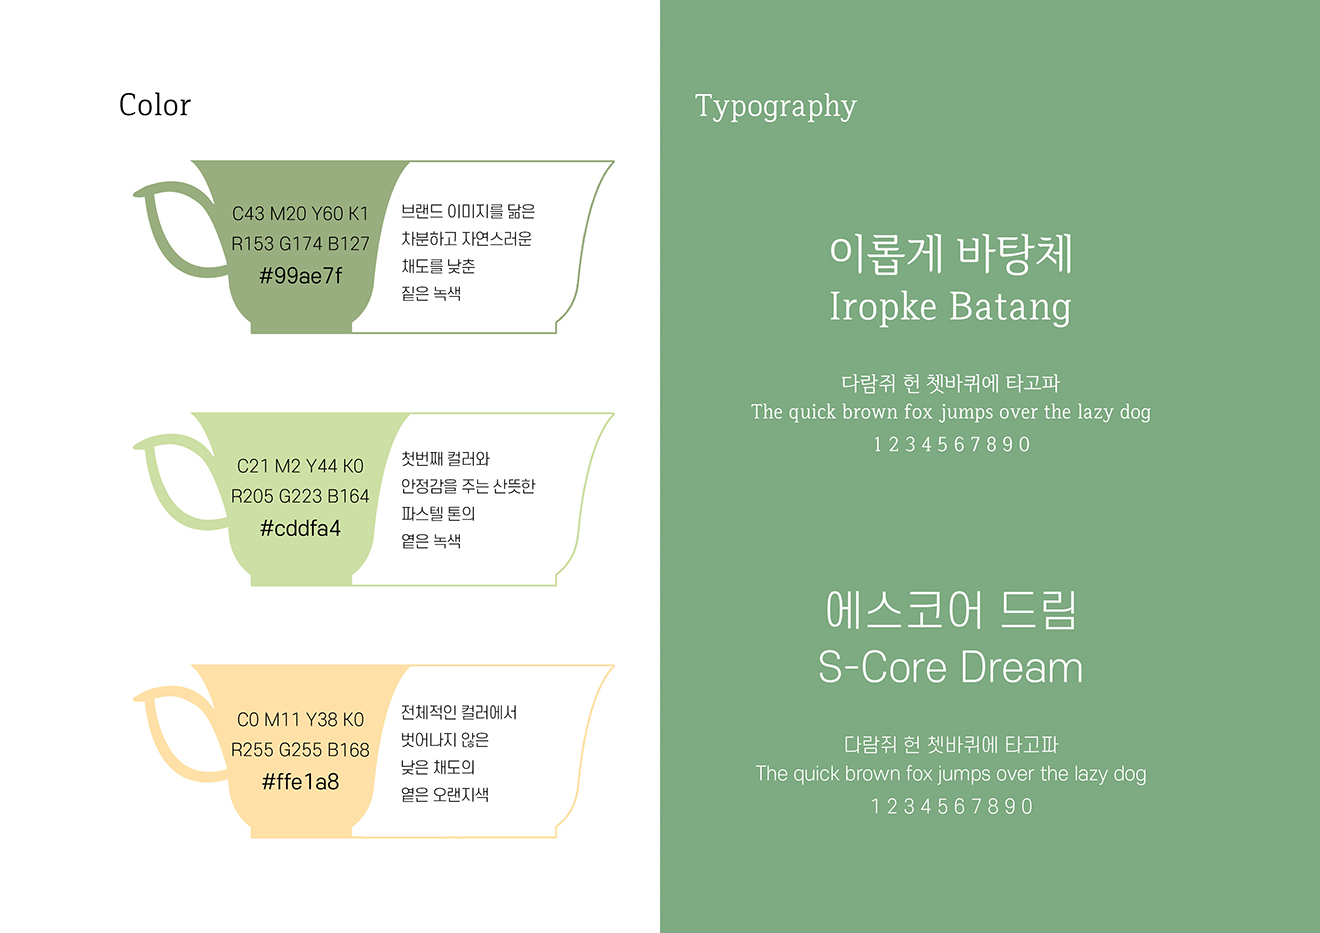 Color
C43 M20 Y60 K1
R153 G174 B127
#99ae7f
브랜드 이미지를 닮은
차분하고 자연스러운
채도를 낮춘
짙은 녹색
C21 M2 Y44 K0
R205 G223 B164
#cddfa4
첫번째 컬러와
안정감을 주는 산뜻한
파스텔 톤의
옅은 녹색
C0 M11 Y38 K0
R255 G255 B168
#ffe1a8
전체적인 컬러에서
벗어나지 않은
낮은 채도의
옅은 오랜지색
Typography
이롭게 바탕체
Iropke Batang
다람쥐 헌 쳇바퀴에 타고파
The quick brown fox jumps over the lazy dog
1 2 3 4 5 6 7 8 9 0
에스코어 드림
S-Core Dream
다람쥐 헌 쳇바퀴에 타고파
The quick brown fox jumps over the lazy dog
1 2 3 4 5 6 7 8 9 0